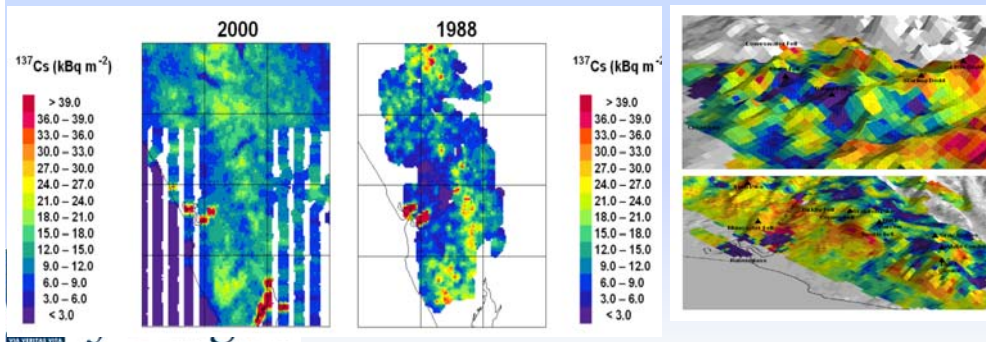 2000
1988
¹³⁷Cs (kBq m⁻²)
> 39.0
36.0 – 39.0
33.0 – 36.0
30.0 – 33.0
27.0 – 30.0
24.0 – 27.0
21.0 – 24.0
18.0 – 21.0
15.0 – 18.0
12.0 – 15.0
9.0 – 12.0
6.0 – 9.0
3.0 – 6.0
< 3.0
¹³⁷Cs (kBq m⁻²
> 39.0
36.0 – 39.0
33.0 – 36.0
30.0 – 33.0
27.0 – 30.0
24.0 – 27.0
21.0 – 24.0
18.0 – 21.0
15.0 – 18.0
12.0 – 15.0
9.0 – 12.0
6.0 – 9.0
3.0 – 6.0
< 3.0
VIA VERITAS VITA